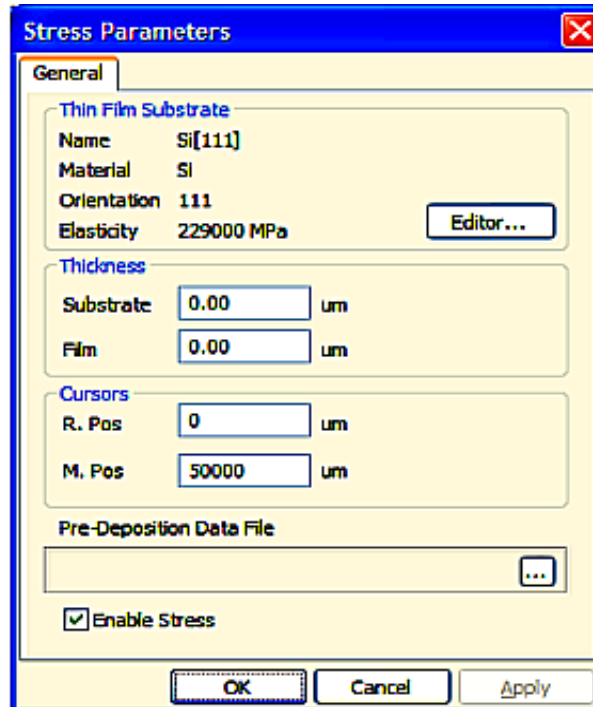 Stress Parameters
General
Thin Film Substrate
Name Si[111]
Material Si
Orientation 111
Elasticity 229000 MPa
Editor...
Thickness
Substrate 0.00 um
Film 0.00 um
Cursors
R. Pos 0 um
M. Pos 50000 um
Pre-Deposition Data File
...
Enable Stress
OK Cancel Apply